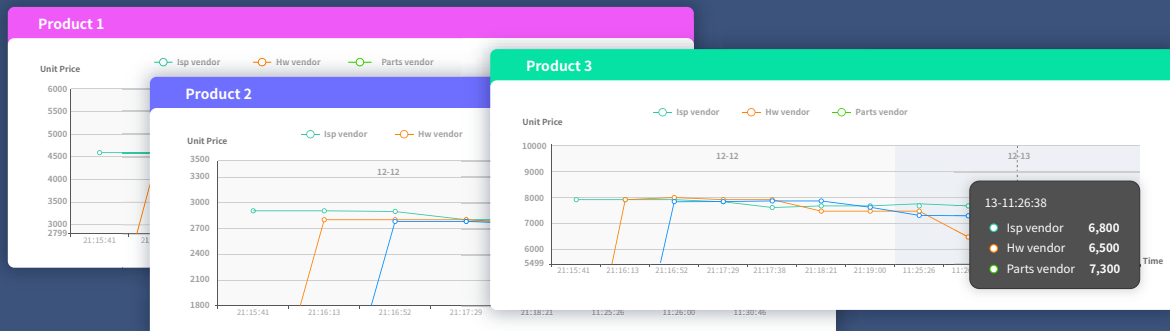 Product 1
Isp vendor Hw vendor Parts vendor
Unit Price
6000
5500
5000
4500
4000
3500
3000
2799
21:15:41
Product 2
Isp vendor Hw vendor
Unit Price
3500
3300
3000
2700
2400
2100
1800
12-12
21:15:41 21:16:13 21:16:52 21:17:29 21:18:21 11:25:26 11:26:00 11:30:46
Product 3
Isp vendor Hw vendor Parts vendor
Unit Price
10000
9000
8000
7000
6000
5499
12-12 12-13
21:15:41 21:16:13 21:16:52 21:17:29 21:17:38 21:18:21 21:19:00 11:25:26
Time
13-11:26:38
Isp vendor 6,800
Hw vendor 6,500
Parts vendor 7,300